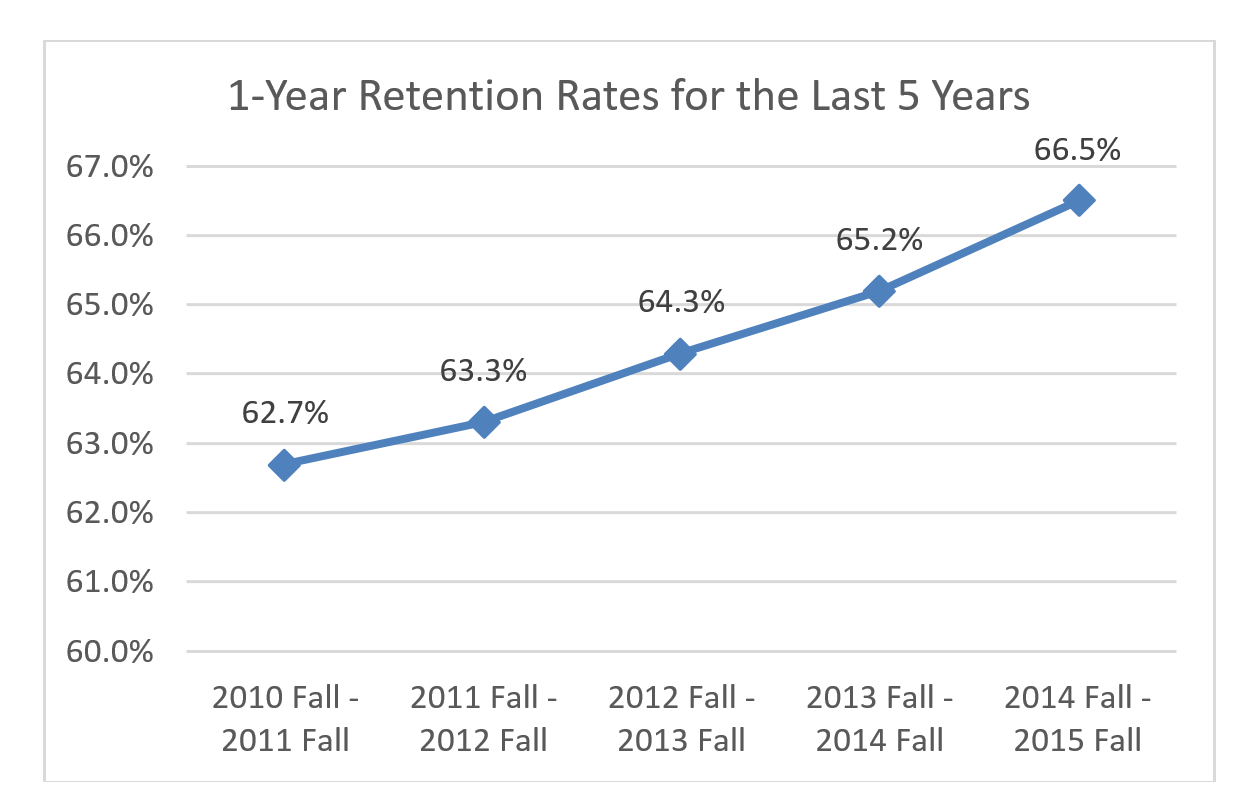 1-Year Retention Rates for the Last 5 Years
67.0%
66.0%
65.0%
64.0%
63.0%
62.0%
61.0%
60.0%
62.7%
63.3%
64.3%
65.2%
66.5%
2010 Fall -
2011 Fall
2011 Fall -
2012 Fall
2012 Fall -
2013 Fall
2013 Fall -
2014 Fall
2014 Fall -
2015 Fall